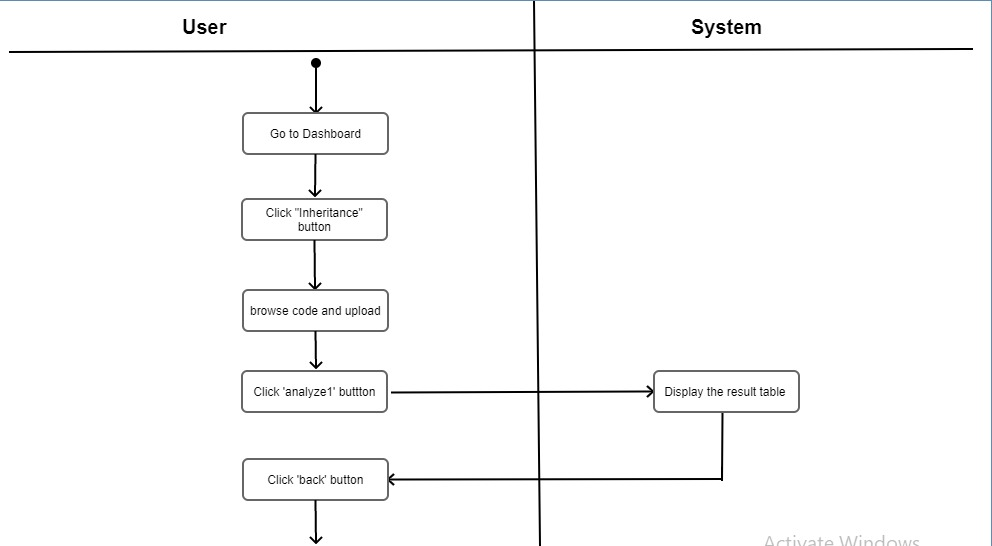 User
System
Go to Dashboard
Click "Inheritance"
button
browse code and upload
Click 'analyze1' buttton
Display the result table
Click 'back' button
Activate Windows